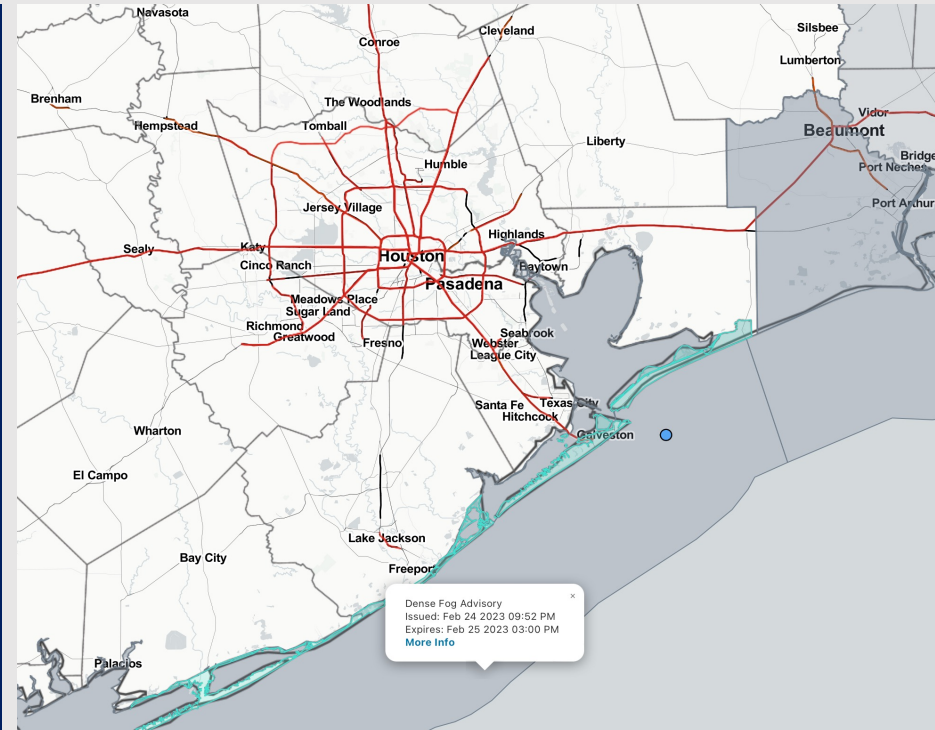 Navasota
Cleveland
Silsbee
Conroe
Lumberton
Brenham
The Woodlands
Vidor
Hempstead
Tomball
Beaumont
Liberty
Bridge
Humble
Port Neches
Port Arthur
Jersey Village
Highlands
Sealy
Katy
Houston
Cinco Ranch
Baytown
Pasadena
Meadows Place
Sugar Land
Richmond
Seabrook
Greatwood
Fresno
Webster
League City
Santa Fe
Texas City
Hitchcock
Wharton
Galveston
El Campo
Lake Jackson
Bay City
Freeport
Dense Fog Advisory
×
Issued: Feb 24 2023 09:52 PM
Expires: Feb 25 2023 03:00 PM
More Info
Palacios